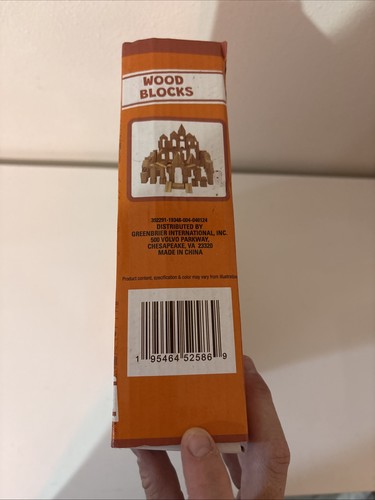 WOOD
BLOCKS
DISTRIBUTED BY
GREENBRIER INTERNATIONAL, INC.
500 VOLVO PARKWAY,
CHESAPEAKE, VA 23320
MADE IN CHINA
Product content, specification & color may vary from illustration
1 95464 52586 9